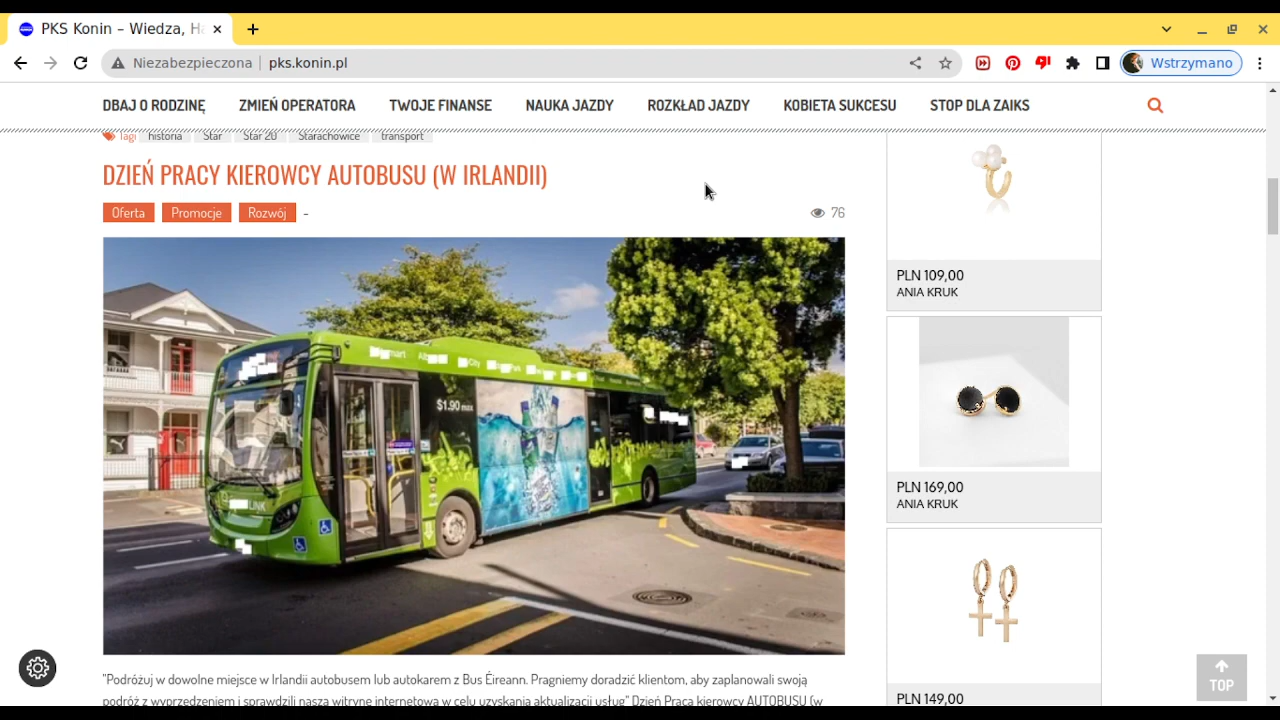 PKS Konin – Wiedza, H
Niezabezpieczona
pks.konin.pl
Wstrzymano
DBAJ O RODZINĘ
ZMIEŃ OPERATORA
TWOJE FINANSE
NAUKA JAZDY
ROZKŁAD JAZDY
KOBIETA SUKCESU
STOP DLA ZAIKS
Tagi historia Star Star 20 Starachowice transport
DZIEŃ PRACY KIEROWCY AUTOBUSU (W IRLANDII)
Oferta Promocje Rozwój -
76
$1.90 max
LINK
"Podróżuj w dowolne miejsce w Irlandii autobusem lub autokarem z Bus Éireann. Pragniemy doradzić klientom, aby zaplanowali swoją
podróż z wyprzedzeniem i sprawdzili naszą witrynę internetową w celu uzyskania aktualizacji usług" Dzień Praca kierowcy AUTOBUSU (w
PLN 109,00
ANIA KRUK
PLN 169,00
ANIA KRUK
PLN 149,00
TOP